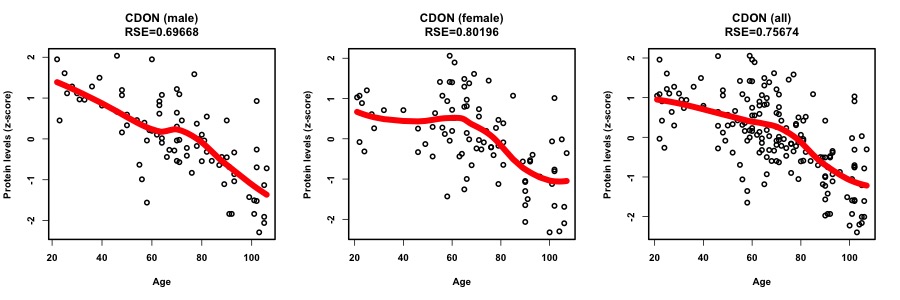 CDON (male)
RSE=0.69668
Protein levels (z-score)
2
1
0
-1
-2
20
40
60
80
100
Age
CDON (female)
RSE=0.80196
Protein levels (z-score)
2
1
0
-1
-2
20
40
60
80
100
Age
CDON (all)
RSE=0.75674
Protein levels (z-score)
2
1
0
-1
-2
20
40
60
80
100
Age